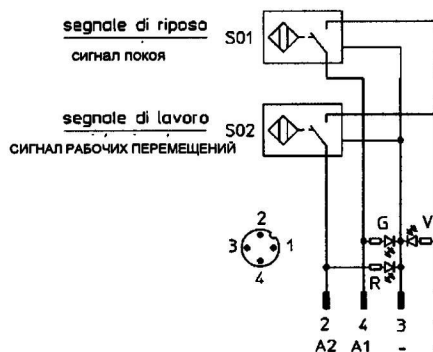 segnale di riposo
S01
сигнал покоя
segnale di lavoro
S02
СИГНАЛ РАБОЧИХ ПЕРЕМЕЩЕНИЙ
2
3
1
4
G
V
R
2 4 3
A2 A1 -